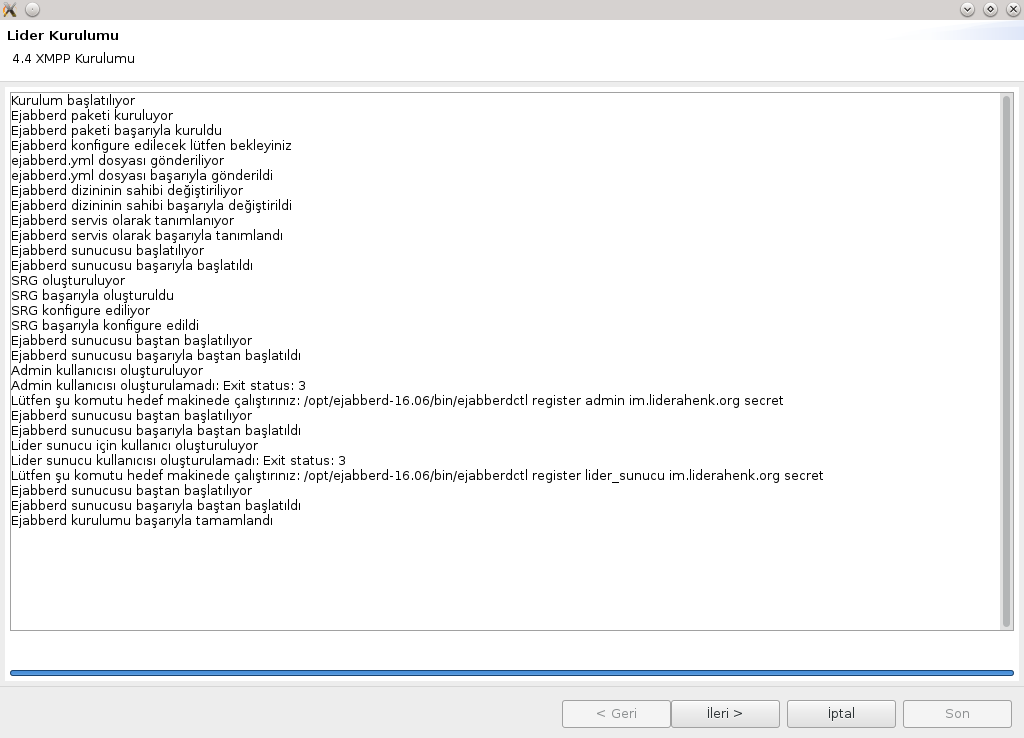 Lider Kurulumu
4.4 XMPP Kurulumu
Kurulum başlatılıyor
Ejabberd paketi kuruluyor
Ejabberd paketi başarıyla kuruldu
Ejabberd konfigure edilecek lütfen bekleyiniz
ejabberd.yml dosyası gönderiliyor
ejabberd.yml dosyası başarıyla gönderildi
Ejabberd dizininin sahibi değiştiriliyor
Ejabberd dizininin sahibi başarıyla değiştirildi
Ejabberd servis olarak tanımlanıyor
Ejabberd servis olarak başarıyla tanımlandı
Ejabberd sunucusu başlatılıyor
Ejabberd sunucusu başarıyla başlatıldı
SRG oluşturuluyor
SRG başarıyla oluşturuldu
SRG konfigure ediliyor
SRG başarıyla konfigure edildi
Ejabberd sunucusu baştan başlatılıyor
Ejabberd sunucusu başarıyla baştan başlatıldı
Admin kullanıcısı oluşturuluyor
Admin kullanıcısı oluşturulamadı: Exit status: 3
Lütfen şu komutu hedef makinede çalıştırınız: /opt/ejabberd-16.06/bin/ejabberdctl register admin im.liderahenk.org secret
Ejabberd sunucusu baştan başlatılıyor
Ejabberd sunucusu başarıyla baştan başlatıldı
Lider sunucu için kullanıcı oluşturuluyor
Lider sunucu kullanıcısı oluşturulamadı: Exit status: 3
Lütfen şu komutu hedef makinede çalıştırınız: /opt/ejabberd-16.06/bin/ejabberdctl register lider_sunucu im.liderahenk.org secret
Ejabberd sunucusu baştan başlatılıyor
Ejabberd sunucusu başarıyla baştan başlatıldı
Ejabberd kurulumu başarıyla tamamlandı
< Geri
İleri >
İptal
Son